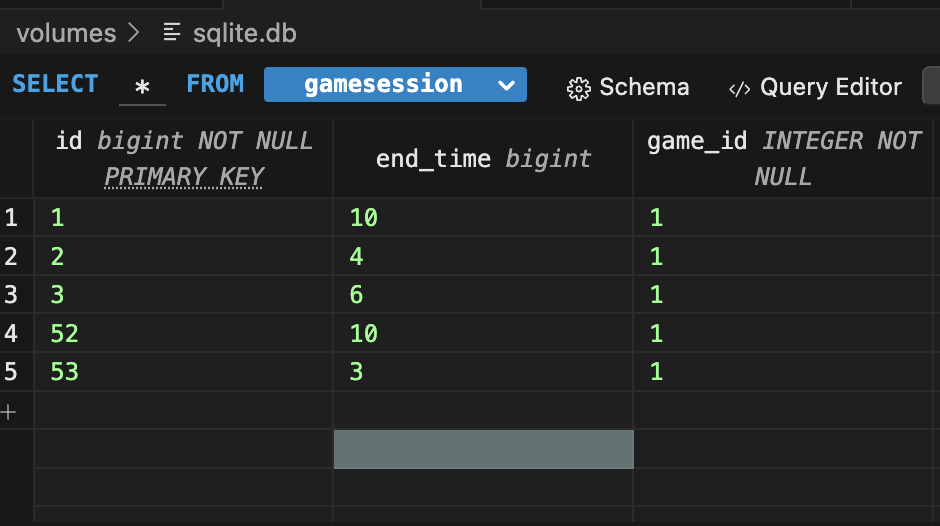 volumes > sqlite.db
SELECT * FROM gamesession Schema </> Query Editor
id bigint NOT NULL PRIMARY KEY end_time bigint game_id INTEGER NOT NULL
1 1 10 1
2 2 4 1
3 3 6 1
4 52 10 1
5 53 3 1
+